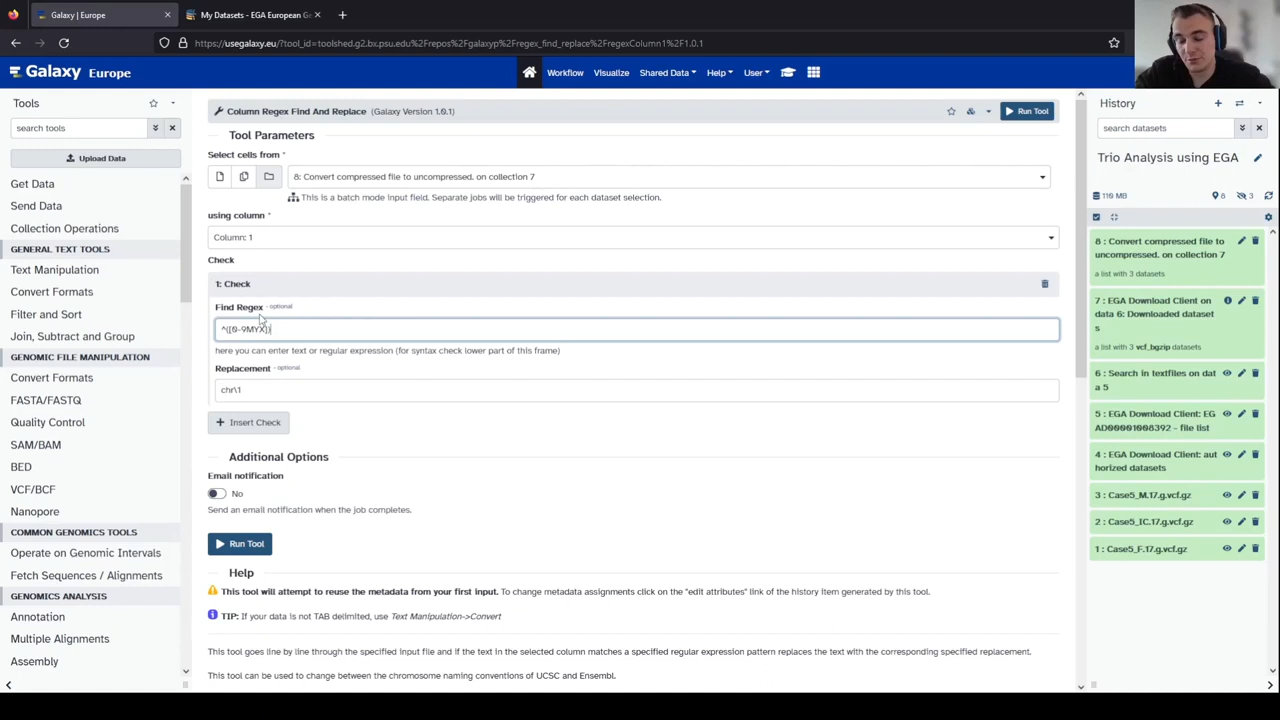 Galaxy | Europe
My Datasets - EGA European Ge
https://usegalaxy.eu/?tool_id=toolshed.g2.bx.psu.edu%2Frepos%2Fgalaxyp%2Fregex_find_replace%2FregexColumn1%2F1.0.1
Galaxy Europe
Workflow Visualize Shared Data Help User
Tools
search tools
Upload Data
Get Data
Send Data
Collection Operations
GENERAL TEXT TOOLS
Text Manipulation
Convert Formats
Filter and Sort
Join, Subtract and Group
GENOMIC FILE MANIPULATION
Convert Formats
FASTA/FASTQ
Quality Control
SAM/BAM
BED
VCF/BCF
Nanopore
COMMON GENOMICS TOOLS
Operate on Genomic Intervals
Fetch Sequences / Alignments
GENOMICS ANALYSIS
Annotation
Multiple Alignments
Assembly
Column Regex Find And Replace (Galaxy Version 1.0.1)
Run Tool
Tool Parameters
Select cells from *
8: Convert compressed file to uncompressed. on collection 7
This is a batch mode input field. Separate jobs will be triggered for each dataset selection.
using column *
Column: 1
Check
1: Check
Find Regex - optional
^([0-9MYX])
here you can enter text or regular expression (for syntax check lower part of this frame)
Replacement - optional
chr\1
+ Insert Check
Additional Options
Email notification
No
Send an email notification when the job completes.
Run Tool
Help
This tool will attempt to reuse the metadata from your first input. To change metadata assignments click on the "edit attributes" link of the history item generated by this tool.
TIP: If your data is not TAB delimited, use Text Manipulation->Convert
This tool goes line by line through the specified input file and if the text in the selected column matches a specified regular expression pattern replaces the text with the corresponding specified replacement.
This tool can be used to change between the chromosome naming conventions of UCSC and Ensembl.
History
search datasets
Trio Analysis using EGA
119 MB 8 3
8 : Convert compressed file to
uncompressed. on collection 7
a list with 3 datasets
7 : EGA Download Client on
data 6: Downloaded dataset
s
a list with 3 vcf_bgzip datasets
6 : Search in textfiles on dat
a 5
5 : EGA Download Client: EG
AD00001008392 - file list
4 : EGA Download Client: aut
horized datasets
3 : Case5_M.17.g.vcf.gz
2 : Case5_IC.17.g.vcf.gz
1 : Case5_F.17.g.vcf.gz